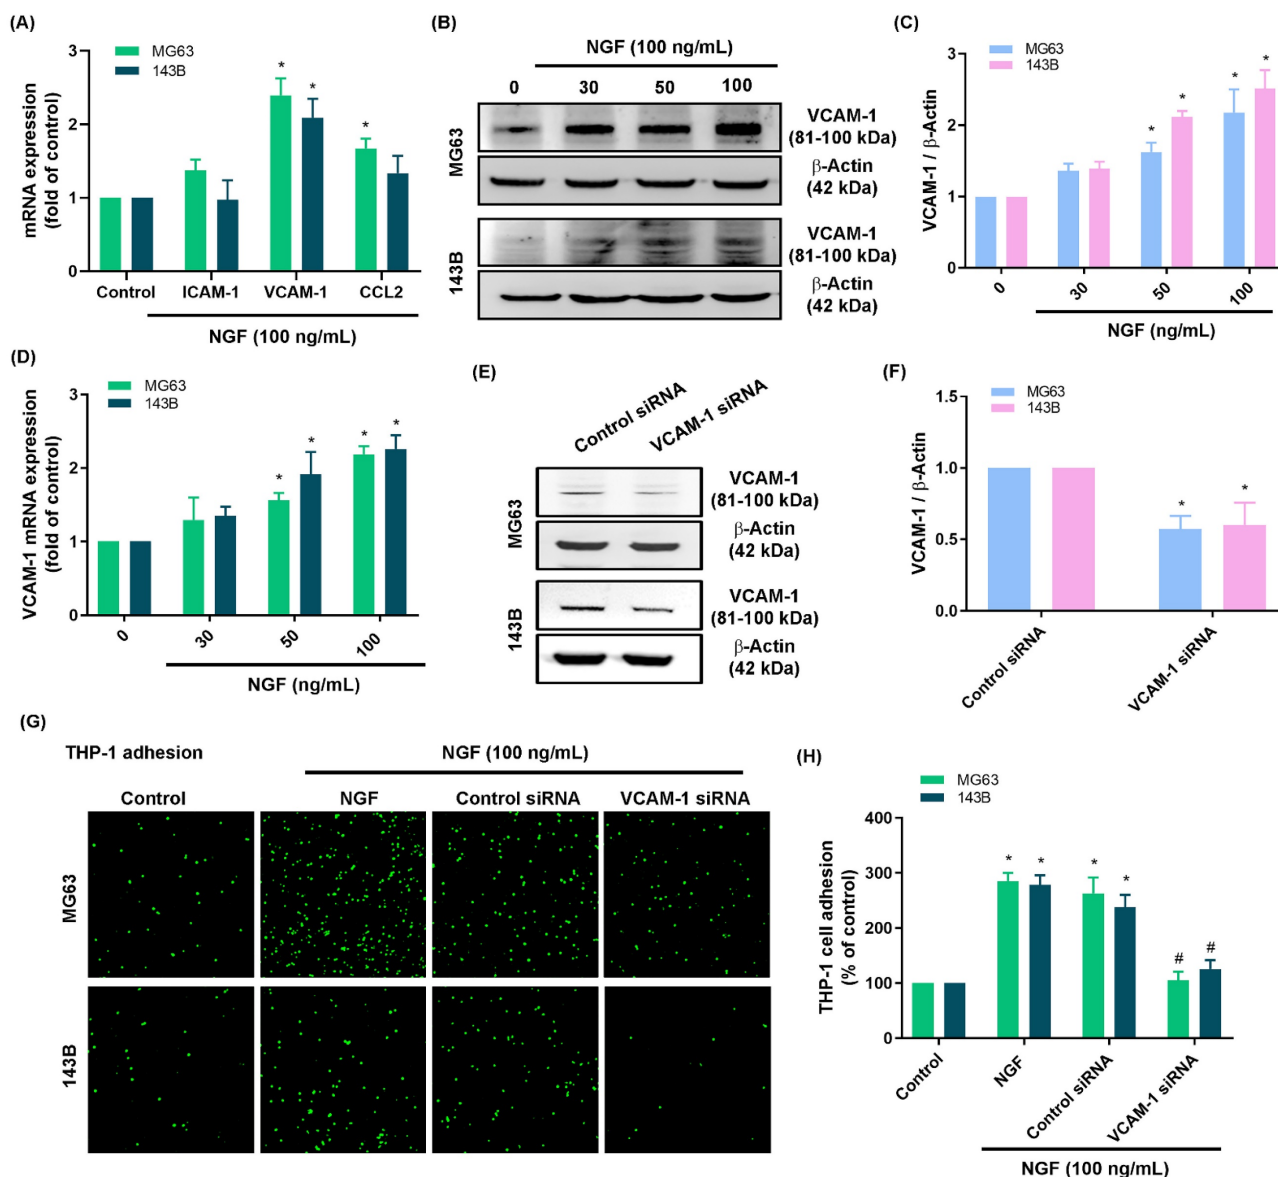 (A)
MG63
143B
mRNA expression
(fold of control)
3
2
1
0
* * *
Control ICAM-1 VCAM-1 CCL2
NGF (100 ng/mL)
(B)
NGF (100 ng/mL)
0 30 50 100
MG63
VCAM-1
(81-100 kDa)
β-Actin
(42 kDa)
143B
VCAM-1
(81-100 kDa)
β-Actin
(42 kDa)
(C)
MG63
143B
VCAM-1 / β-Actin
3
2
1
0
* * * *
0 30 50 100
NGF (ng/mL)
(D)
MG63
143B
VCAM-1 mRNA expression
(fold of control)
3
2
1
0
* * * *
0 30 50 100
NGF (ng/mL)
(E)
Control siRNA
VCAM-1 siRNA
MG63
VCAM-1
(81-100 kDa)
β-Actin
(42 kDa)
143B
VCAM-1
(81-100 kDa)
β-Actin
(42 kDa)
(F)
MG63
143B
VCAM-1 / β-Actin
1.5
1.0
0.5
0.0
* *
Control siRNA
VCAM-1 siRNA
(G)
THP-1 adhesion NGF (100 ng/mL)
Control NGF Control siRNA VCAM-1 siRNA
MG63
143B
(H)
MG63
143B
THP-1 cell adhesion
(% of control)
400
300
200
100
0
* * * * # #
Control
NGF
Control siRNA
VCAM-1 siRNA
NGF (100 ng/mL)